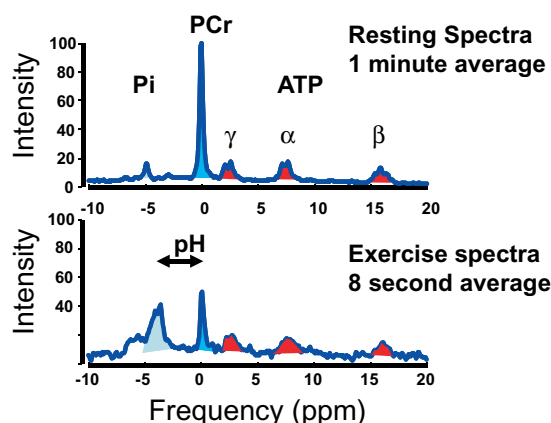 PCr
Resting Spectra
1 minute average
Intensity
100
80
60
40
20
0
Pi
ATP
γ
α
β
-10 -5 0 5 10 15 20
Exercise spectra
8 second average
Intensity
100
80
60
40
pH
-10 -5 0 5 10 15 20
Frequency (ppm)